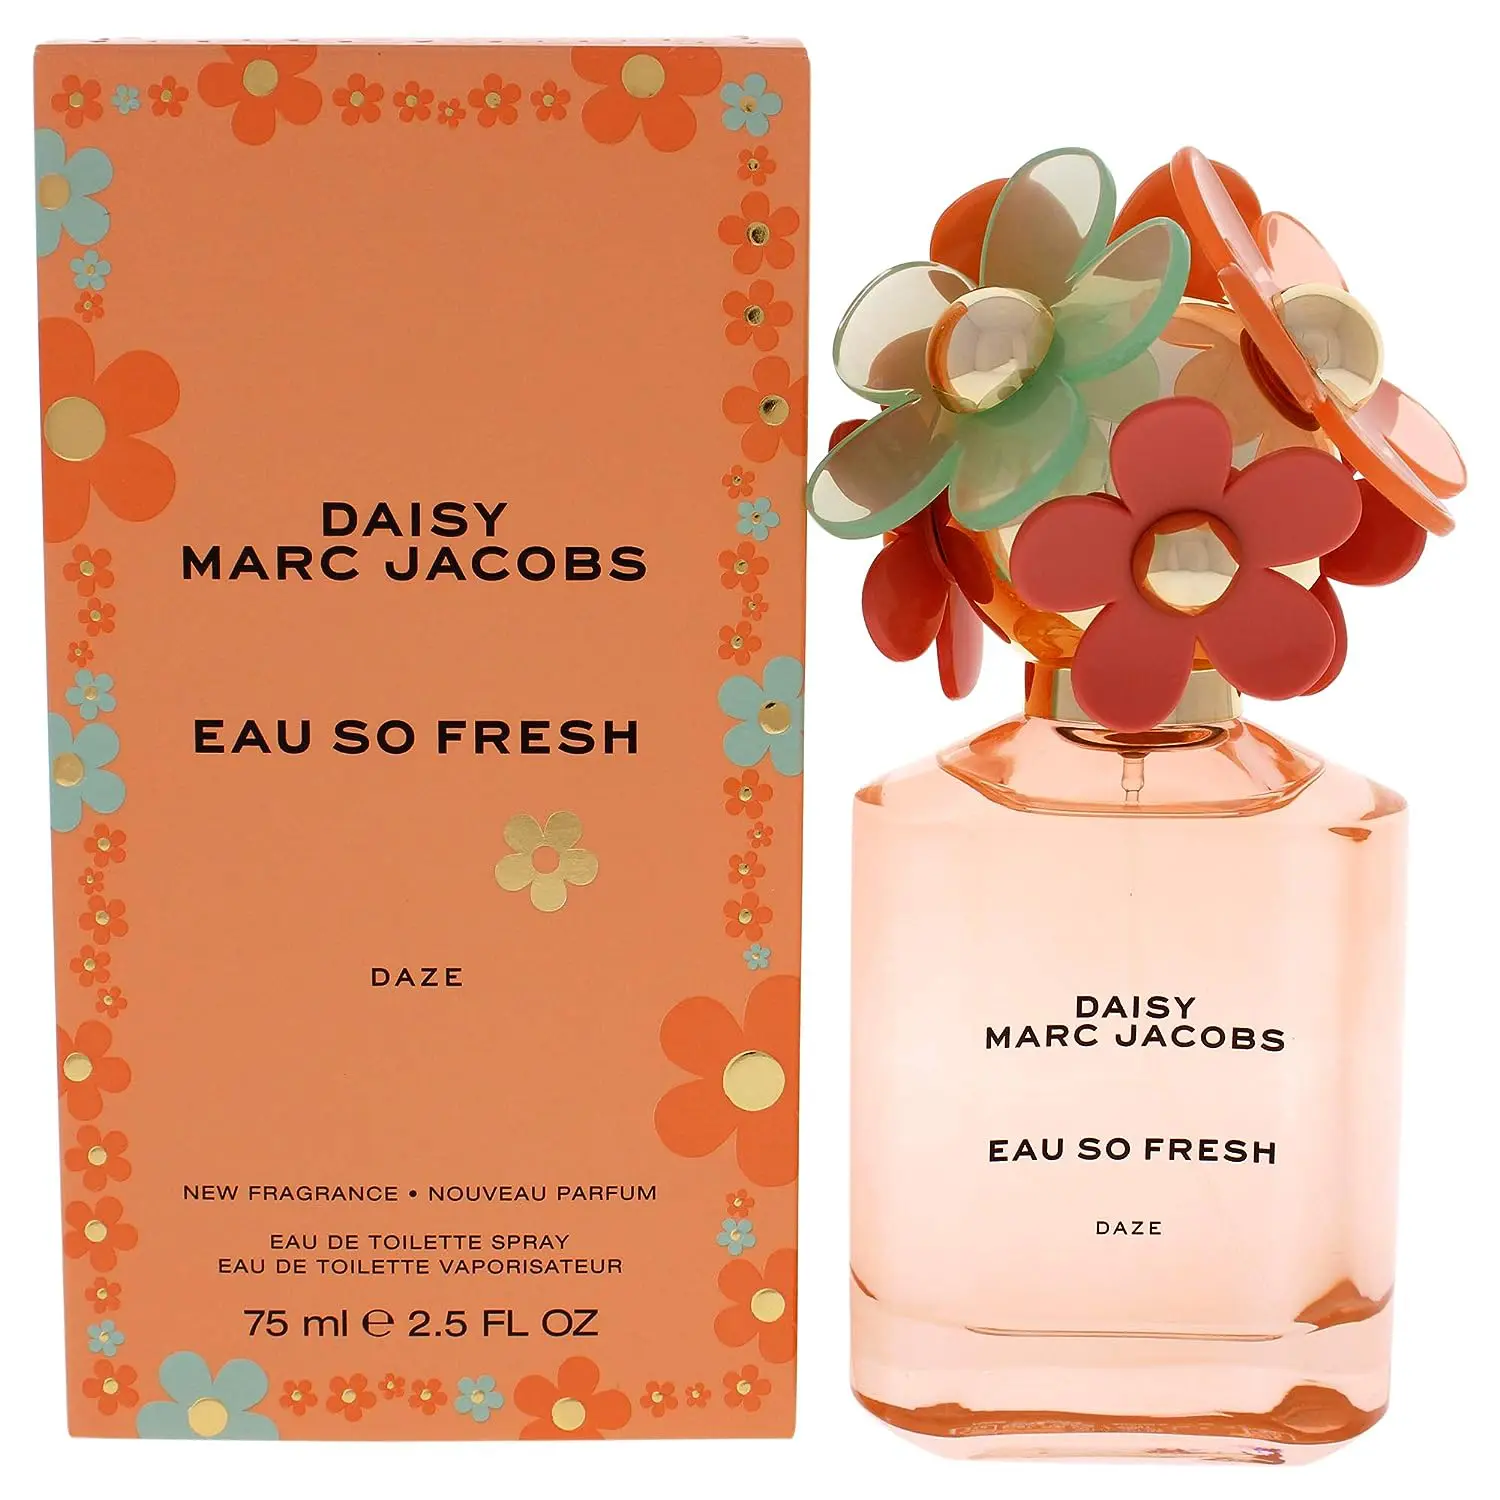 DAISY
MARC JACOBS
EAU SO FRESH
DAZE
NEW FRAGRANCE • NOUVEAU PARFUM
EAU DE TOILETTE SPRAY
EAU DE TOILETTE VAPORISATEUR
75 ml ℮ 2.5 FL OZ
DAISY
MARC JACOBS
EAU SO FRESH
DAZE